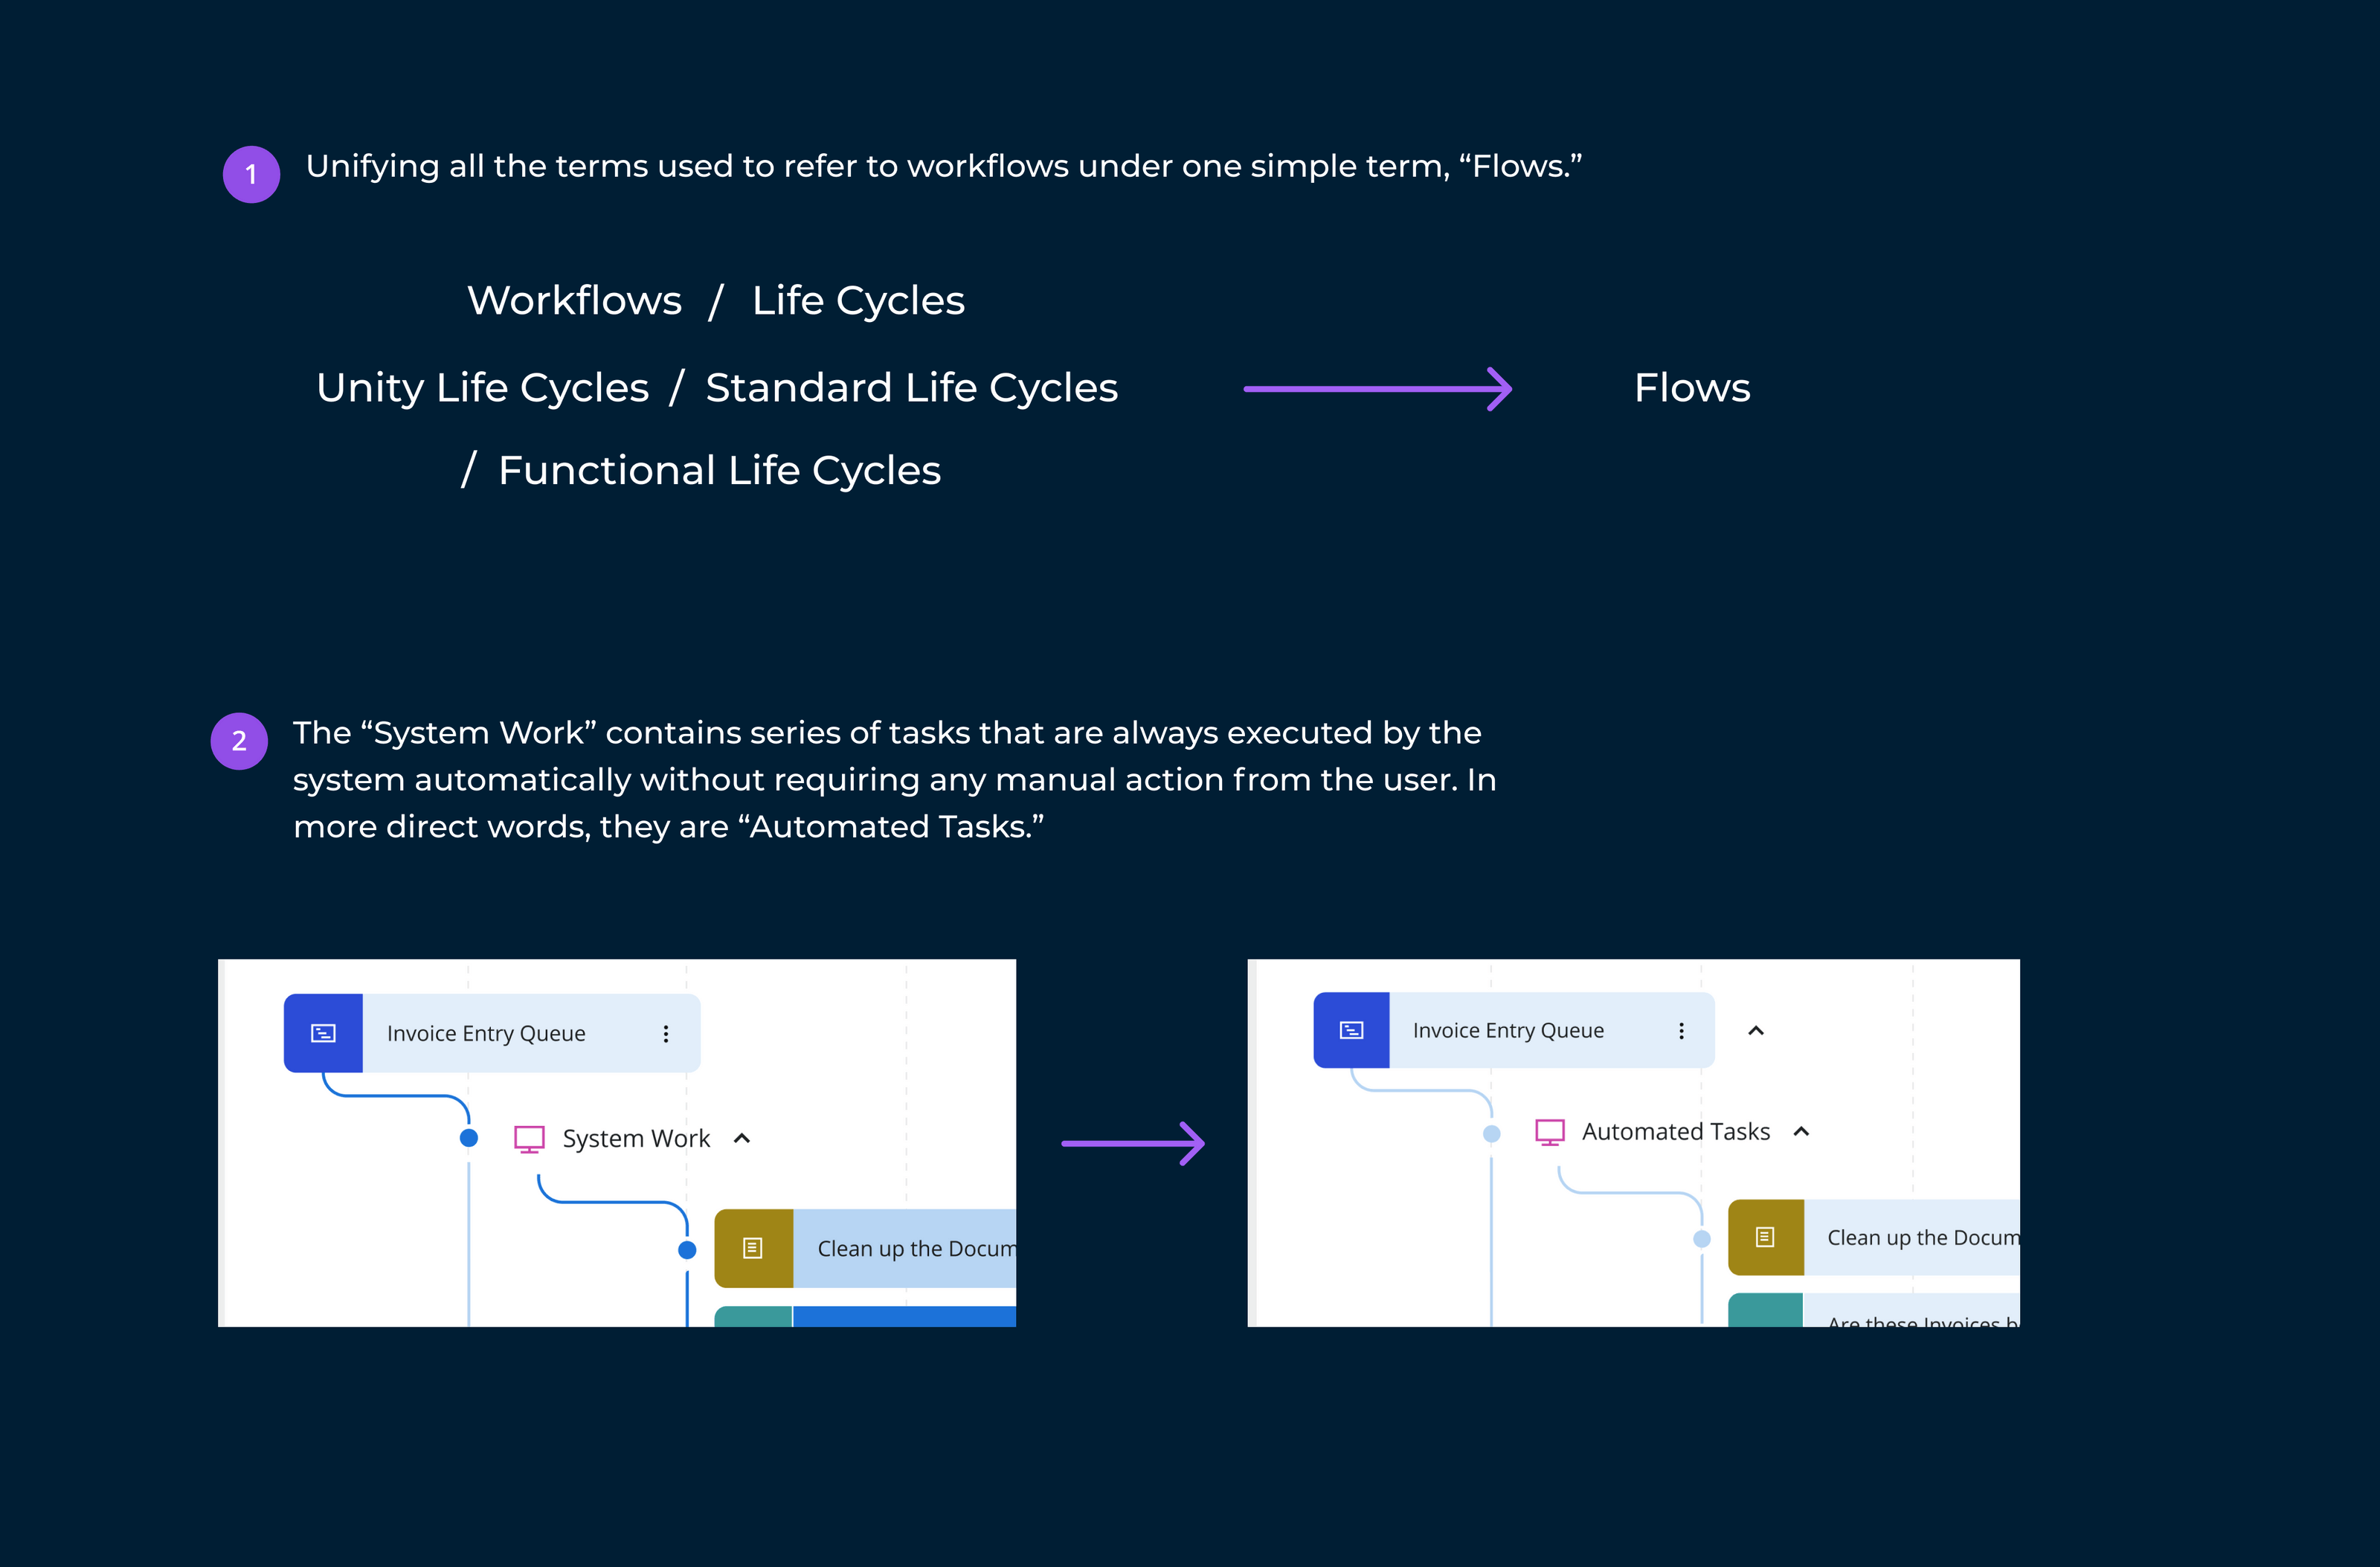 1
Unifying all the terms used to refer to workflows under one simple term, “Flows.”
Workflows / Life Cycles
Unity Life Cycles / Standard Life Cycles
/ Functional Life Cycles
Flows
2
The “System Work” contains series of tasks that are always executed by the
system automatically without requiring any manual action from the user. In
more direct words, they are “Automated Tasks.”
Invoice Entry Queue
System Work
Clean up the Docum
Invoice Entry Queue
Automated Tasks
Clean up the Docum
Are these Invoices b